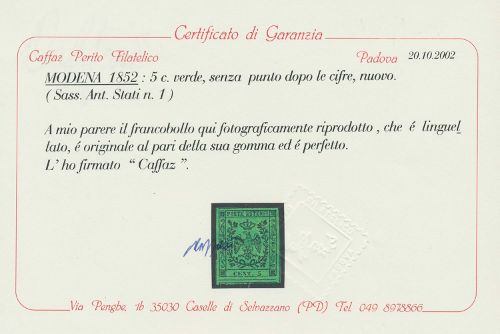 Certificato di Garanzia
Caffaz Perito Filatelico
Padova 20.10.2002
MODENA 1852 : 5 c. verde, senza punto dopo le cifre, nuovo.
( Sass. Ant. Stati n. 1 )
A mio parere il francobollo qui fotograficamente riprodotto , che é linguel
lato, é originale al pari della sua gomma ed é perfetto.
L' ho firmato " Caffaz ".
POSTE ESTENSI
CENT. 5
Via Penghe, 1b 35030 Caselle di Selvazzano (PD) Tel. 049 8978866